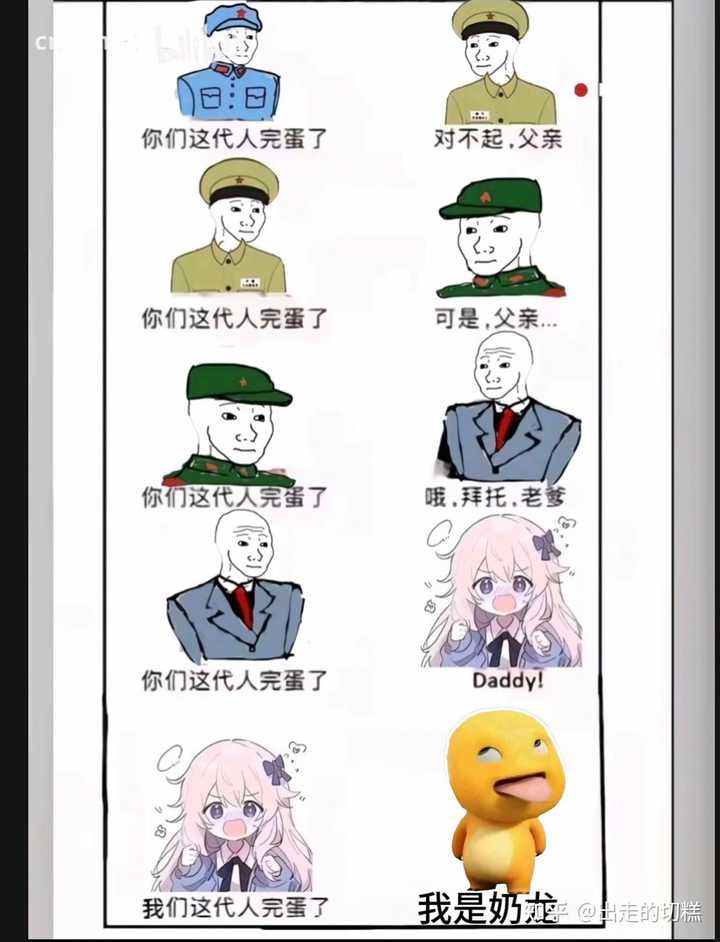 bilibili
你们这代人完蛋了
对不起,父亲
你们这代人完蛋了
可是,父亲...
你们这代人完蛋了
哦,拜托,老爹
你们这代人完蛋了
Daddy!
我们这代人完蛋了
我是奶龙
知乎 @出走的切糕